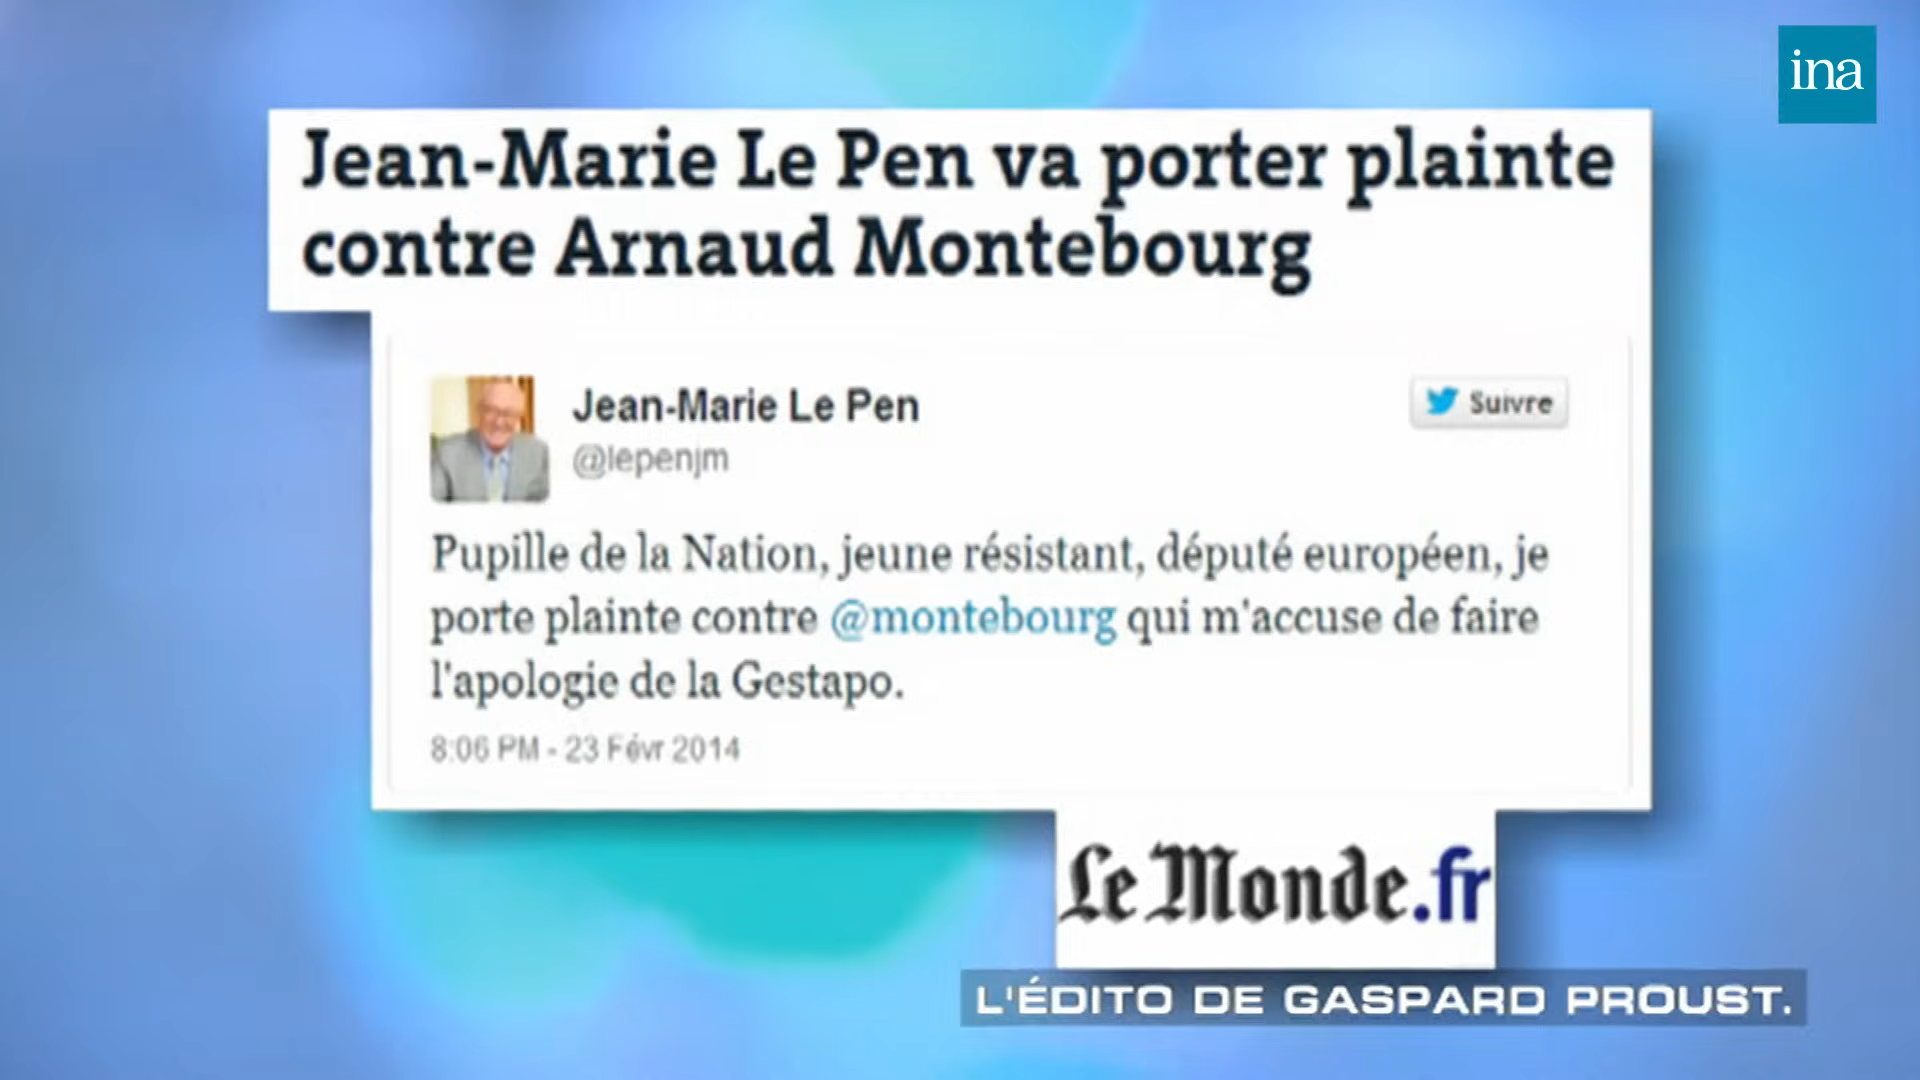 ina
Jean-Marie Le Pen va porter plainte
contre Arnaud Montebourg
Jean-Marie Le Pen
@lepenjm
Suivre
Pupille de la Nation, jeune résistant, député européen, je
porte plainte contre @montebourg qui m'accuse de faire
l'apologie de la Gestapo.
8:06 PM - 23 Févr 2014
Le Monde.fr
L'ÉDITO DE GASPARD PROUST.